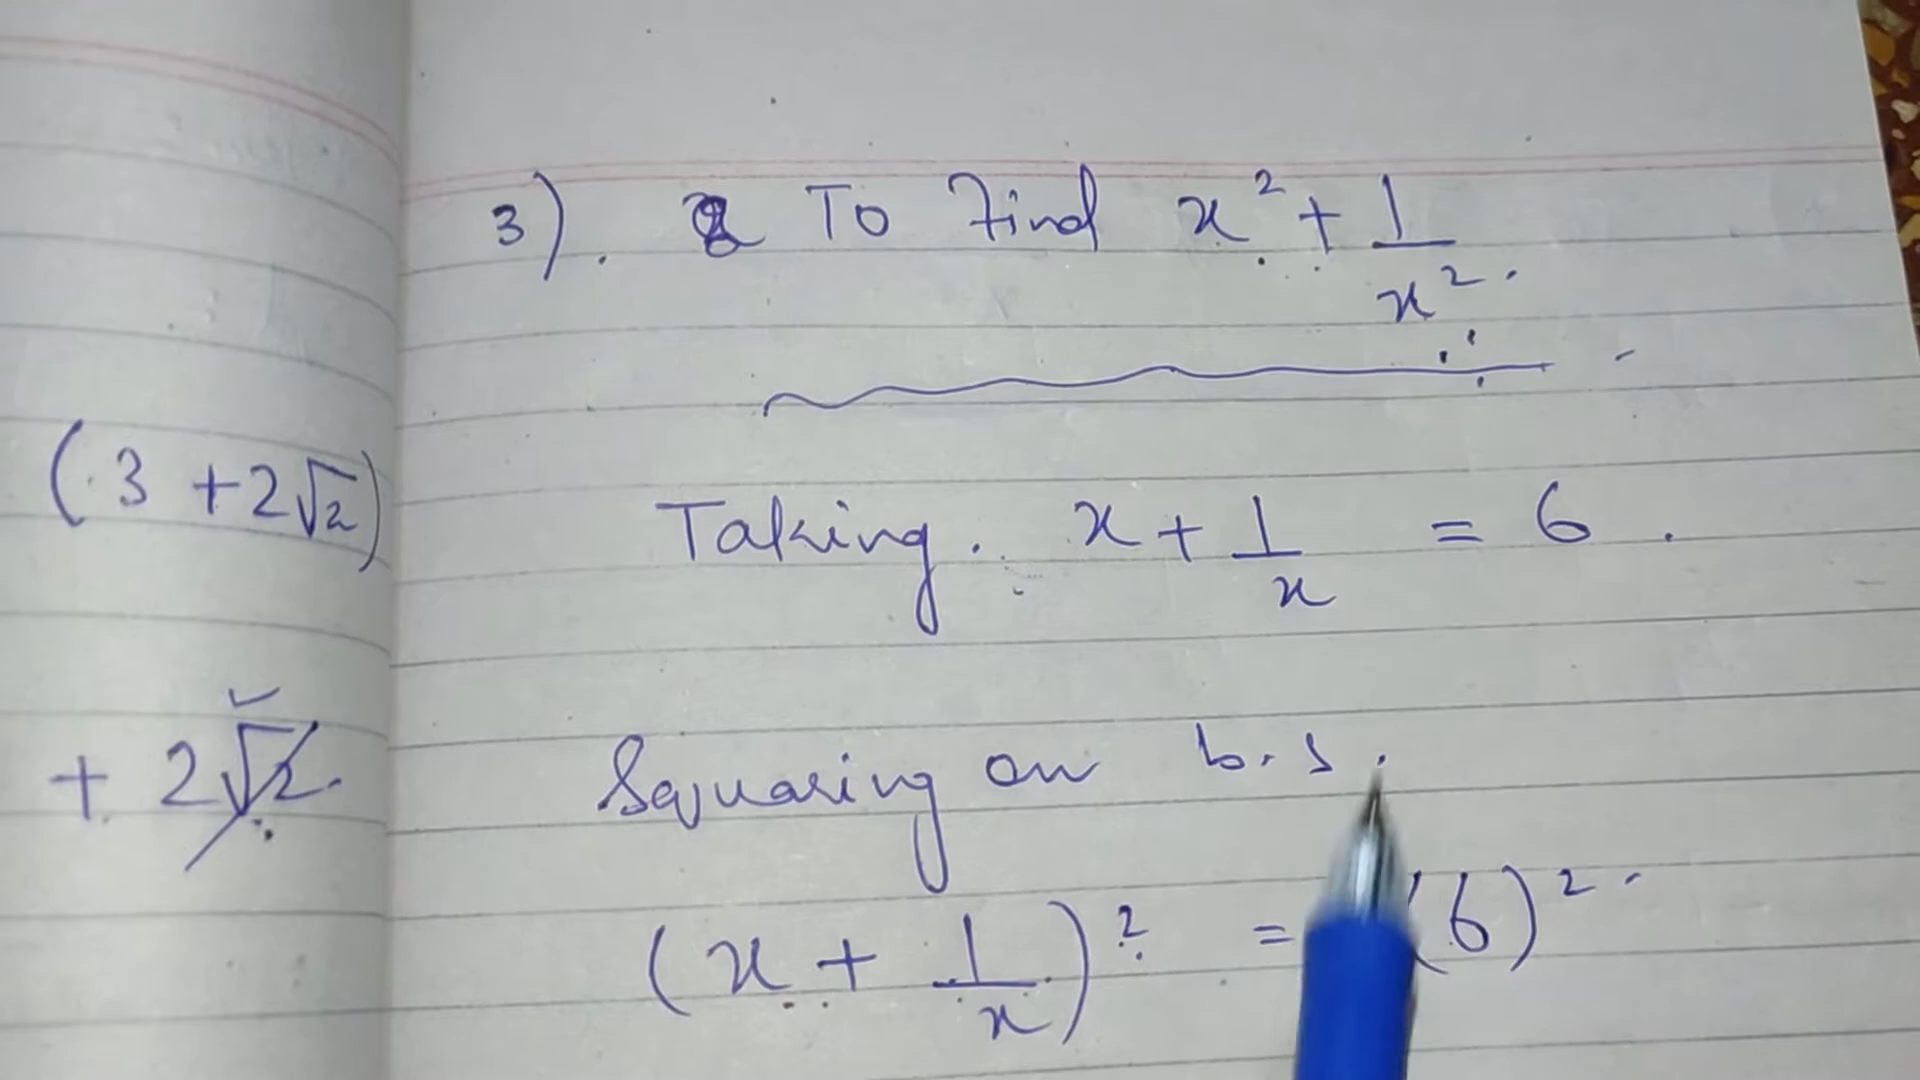 3). To Find x² + 1/x².
(3 + 2√2)
Taking. x + 1/x = 6.
+ 2√2.
Squaring on b.s.
(x + 1/x)² = (6)².